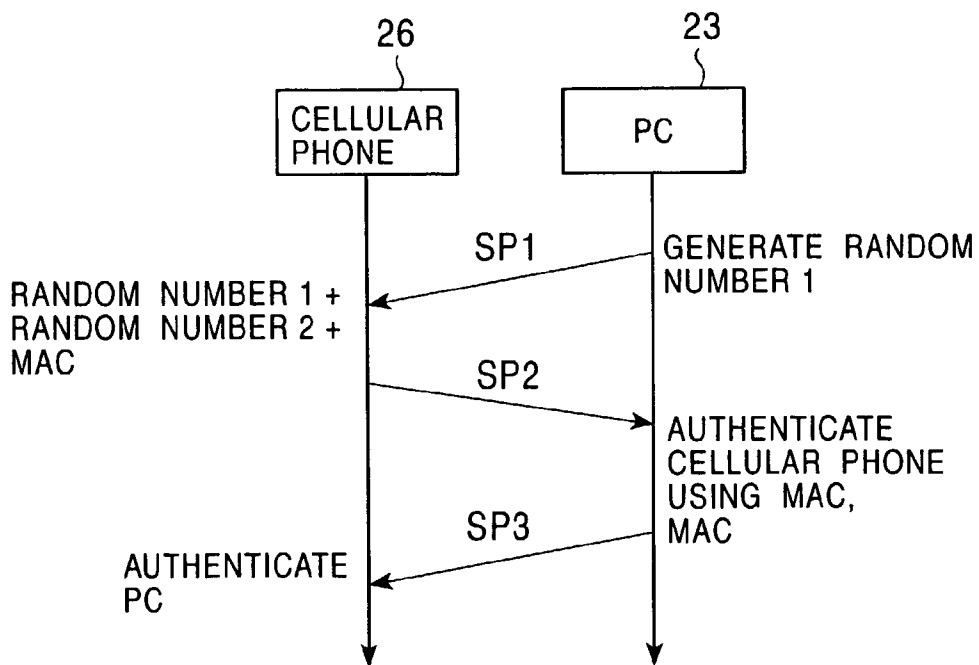 26
23
CELLULAR
PHONE
PC
SP1
GENERATE RANDOM
NUMBER 1
RANDOM NUMBER 1 +
RANDOM NUMBER 2 +
MAC
SP2
AUTHENTICATE
CELLULAR PHONE
USING MAC,
MAC
SP3
AUTHENTICATE
PC